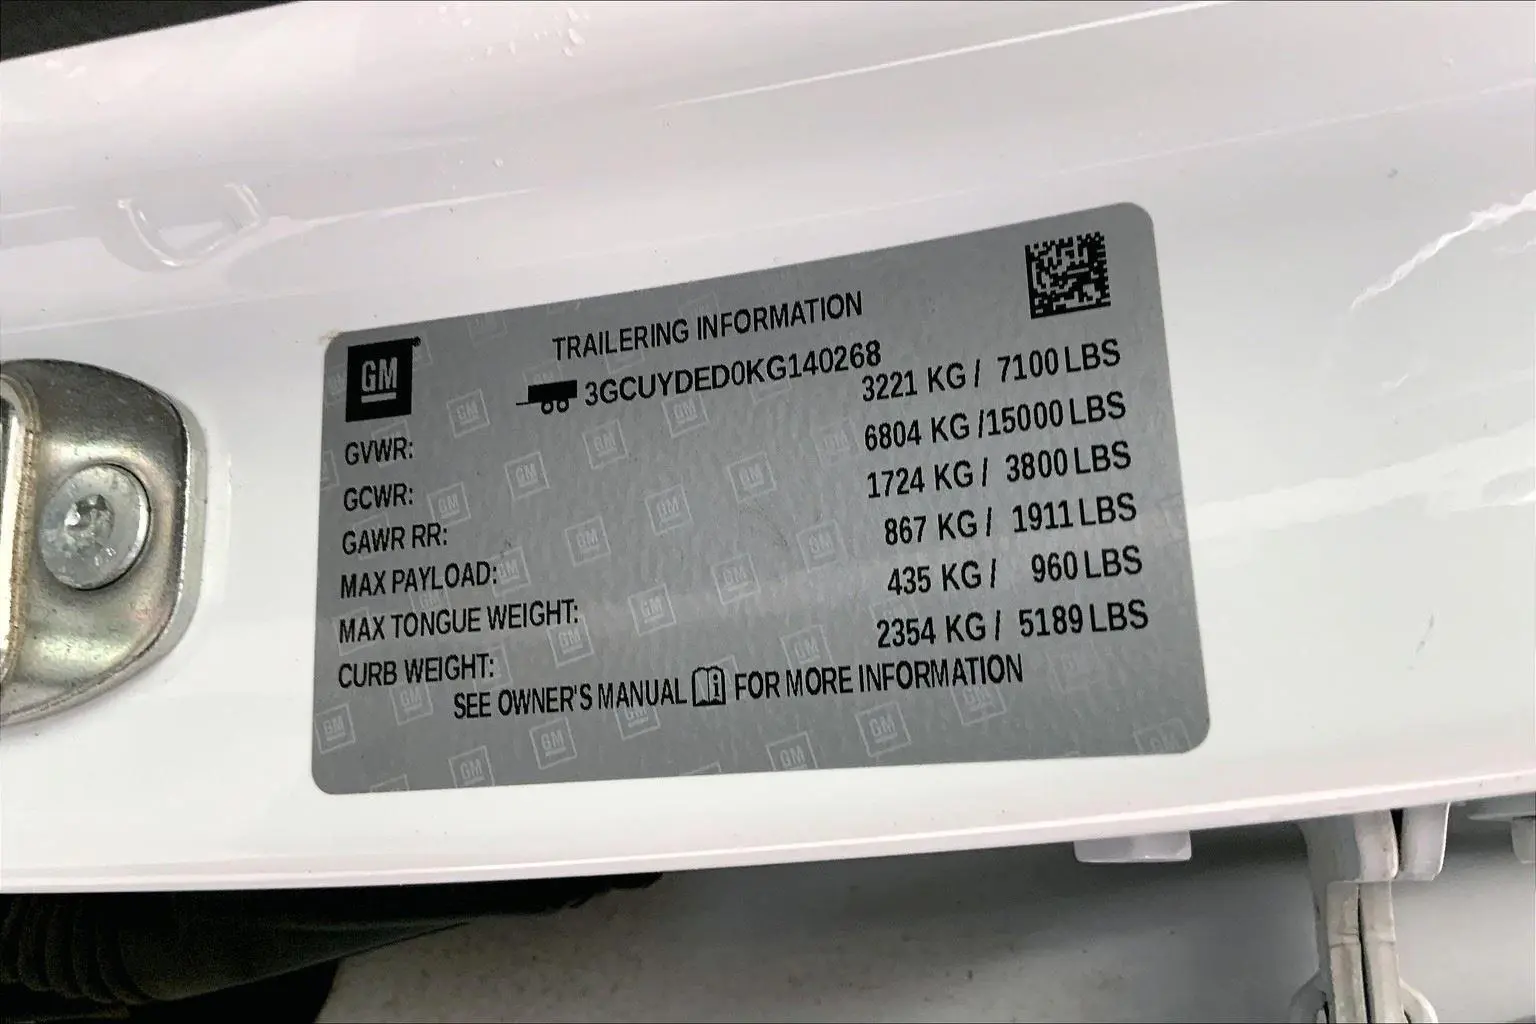 GM
TRAILERING INFORMATION
3GCUYDED0KG140268
GVWR: 3221 KG / 7100 LBS
GCWR: 6804 KG /15000 LBS
GAWR RR: 1724 KG / 3800 LBS
MAX PAYLOAD: 867 KG / 1911 LBS
MAX TONGUE WEIGHT: 435 KG / 960 LBS
CURB WEIGHT: 2354 KG / 5189 LBS
SEE OWNER'S MANUAL FOR MORE INFORMATION